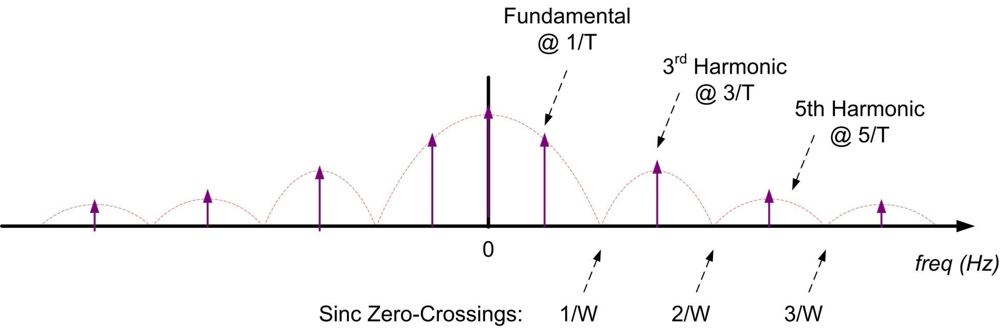 Fundamental
@ 1/T
3rd Harmonic
@ 3/T
5th Harmonic
@ 5/T
0
freq (Hz)
Sinc Zero-Crossings: 1/W 2/W 3/W